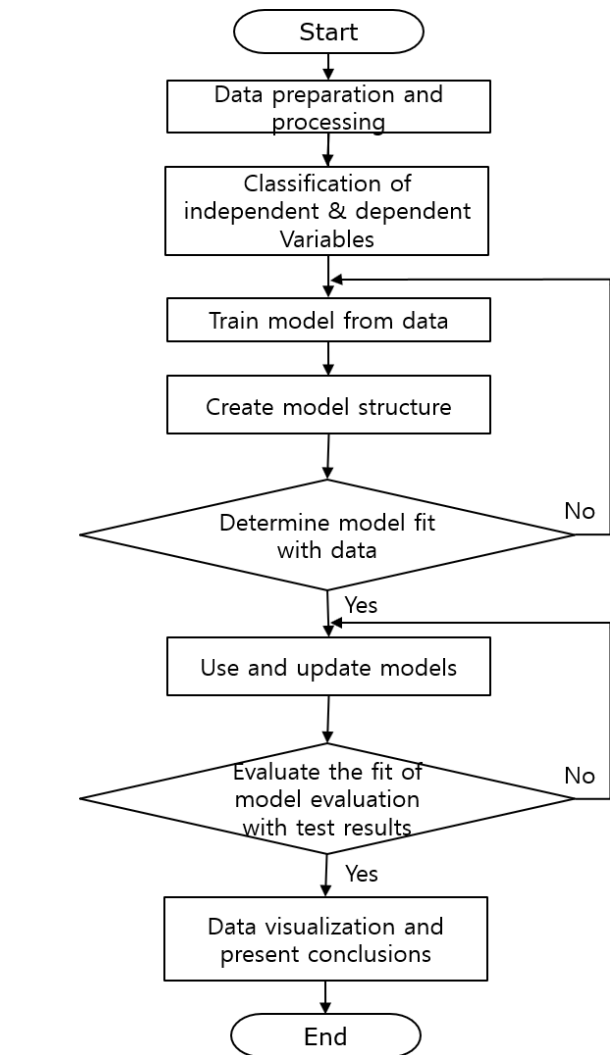 Start
Data preparation and
processing
Classification of
independent & dependent
Variables
Train model from data
Create model structure
Determine model fit
with data
No
Yes
Use and update models
Evaluate the fit of
model evaluation
with test results
No
Yes
Data visualization and
present conclusions
End